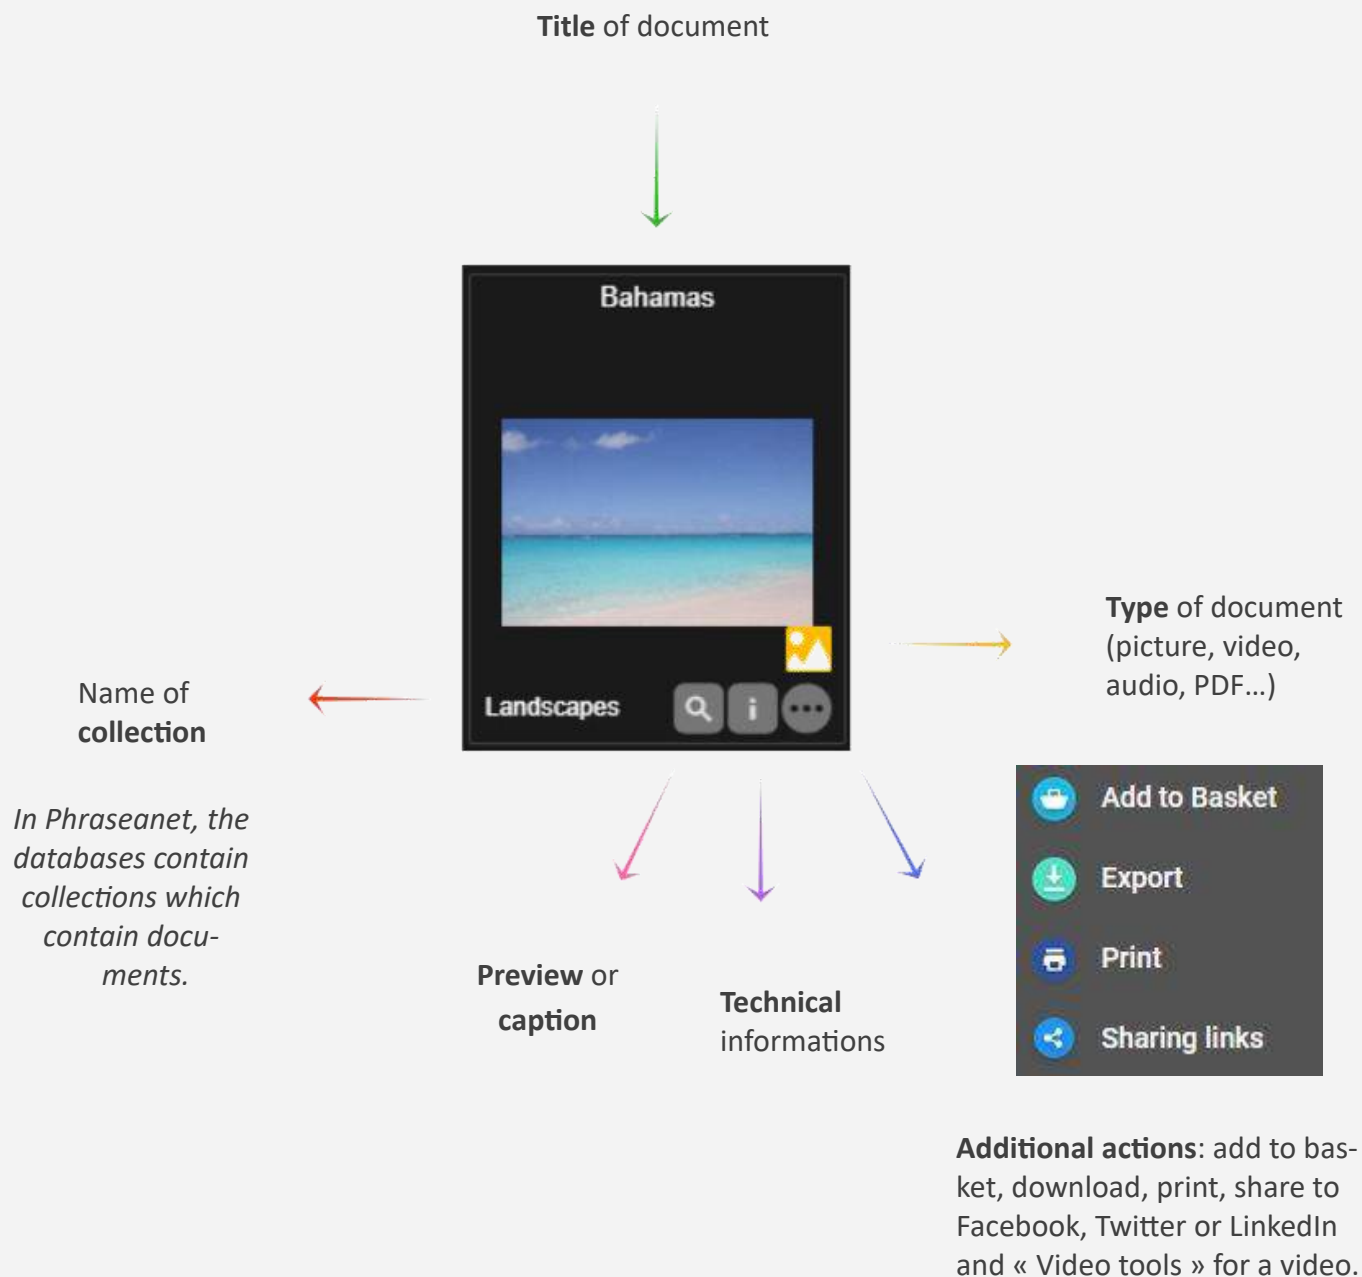 Title of document
Bahamas
Landscapes
Name of
collection
In Phraseanet, the
databases contain
collections which
contain docu-
ments.
Preview or
caption
Technical
informations
Type of document
(picture, video,
audio, PDF...)
Add to Basket
Export
Print
Sharing links
Additional actions: add to bas-
ket, download, print, share to
Facebook, Twitter or LinkedIn
and « Video tools » for a video.